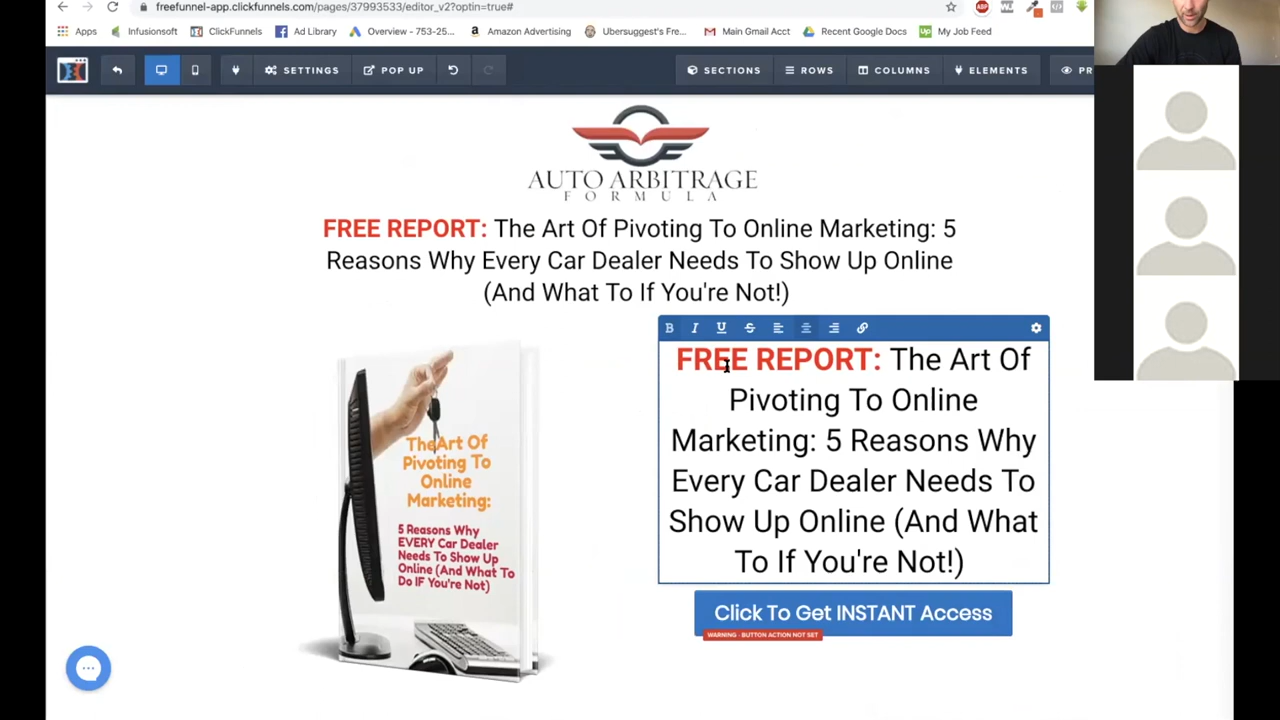 freefunnel-app.clickfunnels.com/pages/37993533/editor_v2?optin=true#
Apps Infusionsoft ClickFunnels Ad Library Overview - 753-25... Amazon Advertising Ubersuggest's Fre... Main Gmail Acct Recent Google Docs My Job Feed
SETTINGS POP UP SECTIONS ROWS COLUMNS ELEMENTS PR
AUTO ARBITRAGE
FORMULA
FREE REPORT: The Art Of Pivoting To Online Marketing: 5
Reasons Why Every Car Dealer Needs To Show Up Online
(And What To If You're Not!)
B I U S
FREE REPORT: The Art Of
Pivoting To Online
Marketing: 5 Reasons Why
Every Car Dealer Needs To
Show Up Online (And What
To If You're Not!)
TheArt Of
Pivoting To
Online
Marketing:
5 Reasons Why
EVERY Car Dealer
Needs To Show Up
Online (And What To
Do IF You're Not)
Click To Get INSTANT Access
WARNING - BUTTON ACTION NOT SET